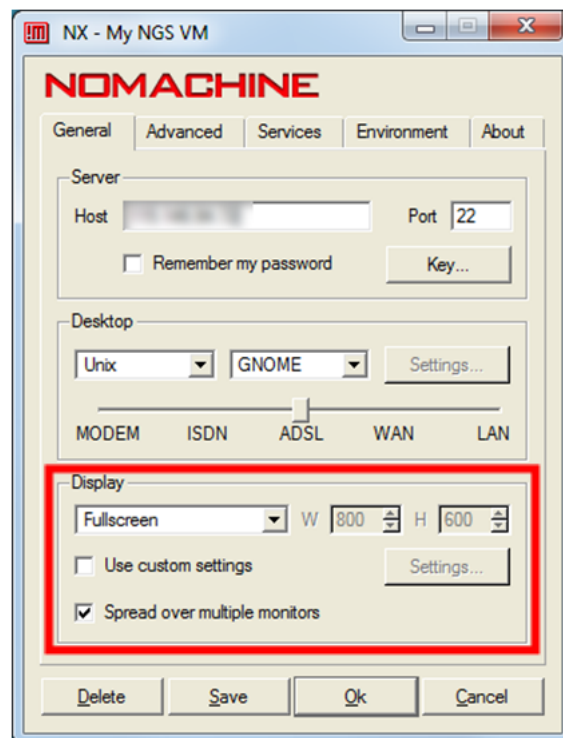 NX - My NGS VM
NOMACHINE
General Advanced Services Environment About
Server
Host Port 22
Remember my password Key...
Desktop
Unix GNOME Settings...
MODEM ISDN ADSL WAN LAN
Display
Fullscreen W 800 H 600
Use custom settings Settings...
Spread over multiple monitors
Delete Save Ok Cancel